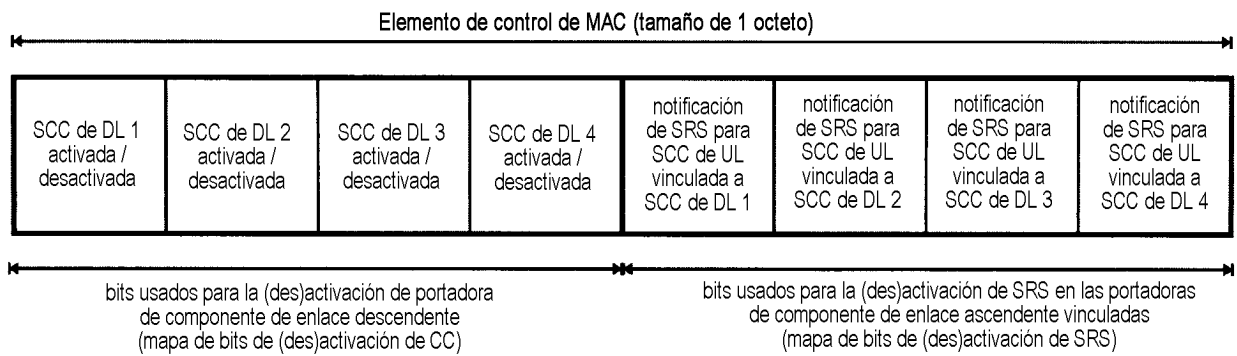 Elemento de control de MAC (tamaño de 1 octeto)
SCC de DL 1
activada /
desactivada
SCC de DL 2
activada /
desactivada
SCC de DL 3
activada /
desactivada
SCC de DL 4
activada /
desactivada
notificación
de SRS para
SCC de UL
vinculada a
SCC de DL 1
notificación
de SRS para
SCC de UL
vinculada a
SCC de DL 2
notificación
de SRS para
SCC de UL
vinculada a
SCC de DL 3
notificación
de SRS para
SCC de UL
vinculada a
SCC de DL 4
bits usados para la (des)activación de portadora
de componente de enlace descendente
(mapa de bits de (des)activación de CC)
bits usados para la (des)activación de SRS en las portadoras
de componente de enlace ascendente vinculadas
(mapa de bits de (des)activación de SRS)